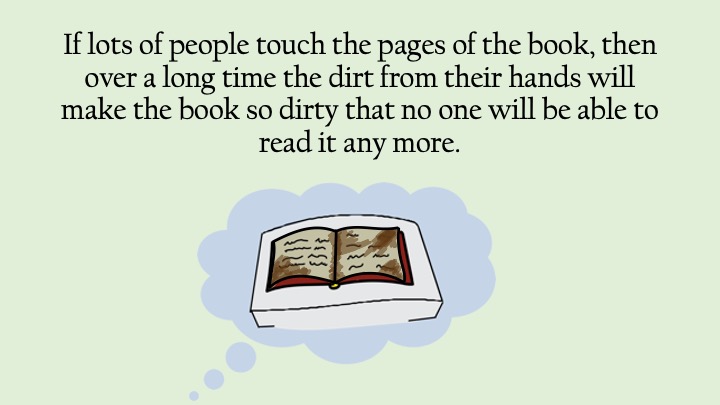 If lots of people touch the pages of the book, then
over a long time the dirt from their hands will
make the book so dirty that no one will be able to
read it any more.